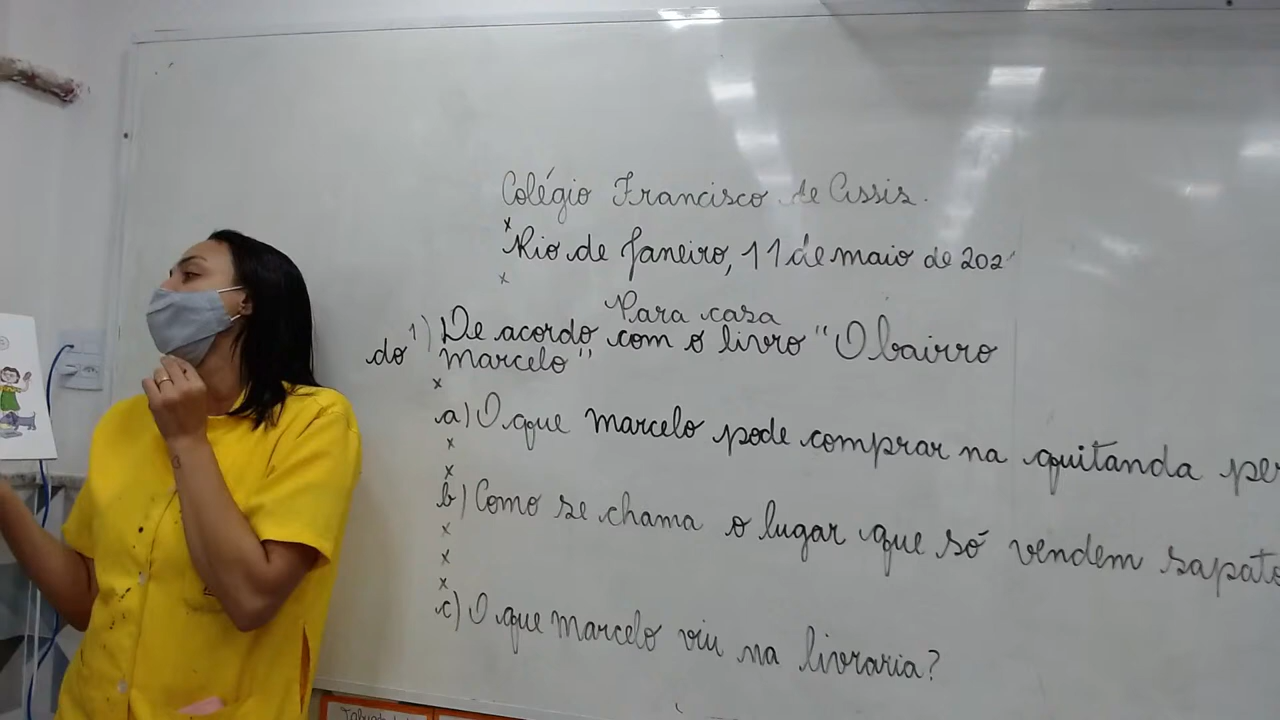 Colégio Francisco de Assis.
x
Rio de Janeiro, 11 de maio de 202
x
Para casa
1) De acordo com o livro "O bairro
do marcelo"
x
a) O que marcelo pode comprar na quitanda per
x
x
b) Como se chama o lugar que só vendem sapato
x
x
x
c) O que marcelo viu na livraria?